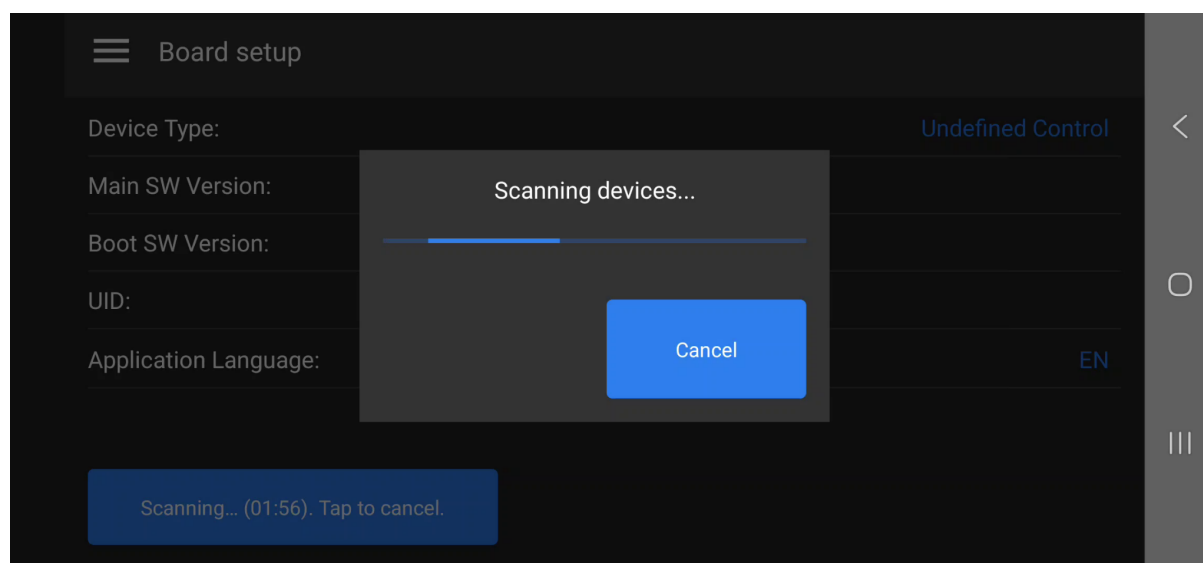 Board setup
Device Type: Undefined Control
Main SW Version:
Scanning devices...
Boot SW Version:
UID:
Application Language: EN
Cancel
Scanning... (01:56). Tap to cancel.